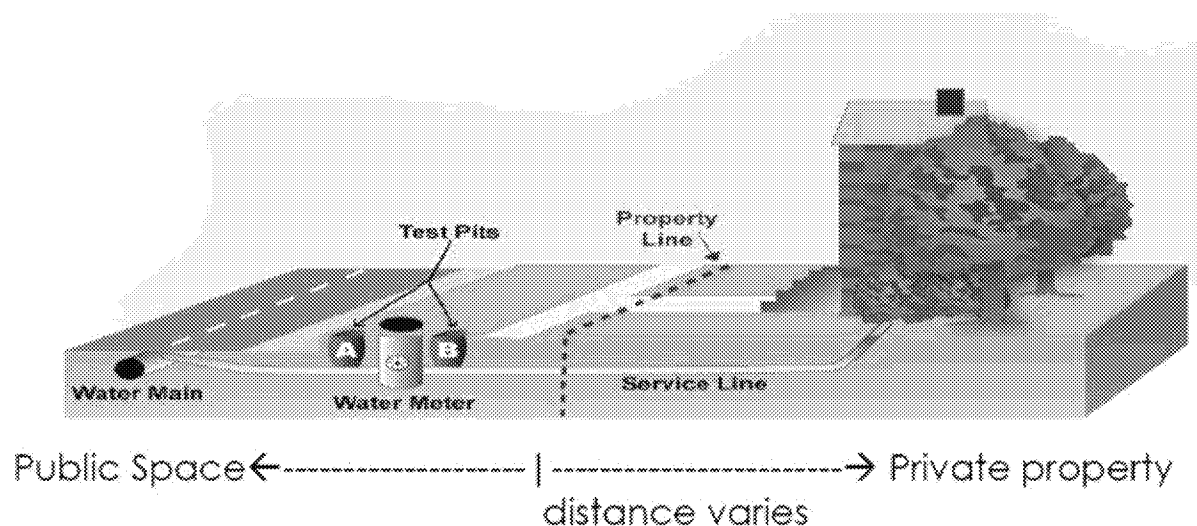 Property
Line
Test Pits
A
B
Water Main
Water Meter
Service Line
Public Space ←---------------------|----------------------→ Private property
distance varies